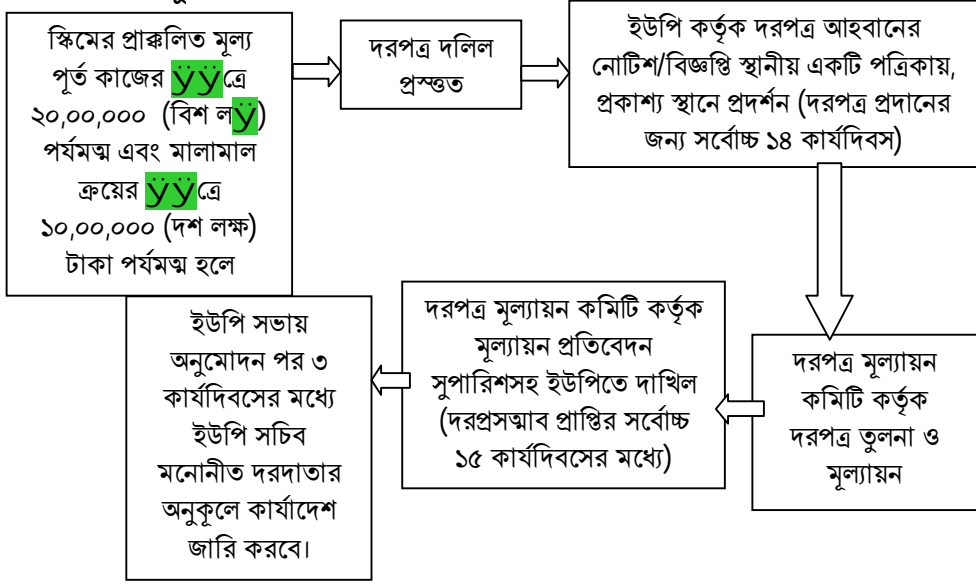 স্কিমের প্রাক্কলিত মূল্য
পূর্ত কাজের ÿÿত্রে
২০,০০,০০০ (বিশ লÿ)
পর্যমত্ম এবং মালামাল
ক্রয়ের ÿÿত্রে
১০,০০,০০০ (দশ লক্ষ)
টাকা পর্যমত্ম হলে
দরপত্র দলিল
প্রস্ত্তত
ইউপি কর্তৃক দরপত্র আহবানের
নোটিশ/বিজ্ঞপ্তি স্থানীয় একটি পত্রিকায়,
প্রকাশ্য স্থানে প্রদর্শন (দরপত্র প্রদানের
জন্য সর্বোচ্চ ১৪ কার্যদিবস)
দরপত্র মূল্যায়ন
কমিটি কর্তৃক
দরপত্র তুলনা ও
মূল্যায়ন
দরপত্র মূল্যায়ন কমিটি কর্তৃক
মূল্যায়ন প্রতিবেদন
সুপারিশসহ ইউপিতে দাখিল
(দরপ্রসত্মাব প্রাপ্তির সর্বোচ্চ
১৫ কার্যদিবসের মধ্যে)
ইউপি সভায়
অনুমোদন পর ৩
কার্যদিবসের মধ্যে
ইউপি সচিব
মনোনীত দরদাতার
অনুকূলে কার্যাদেশ
জারি করবে।